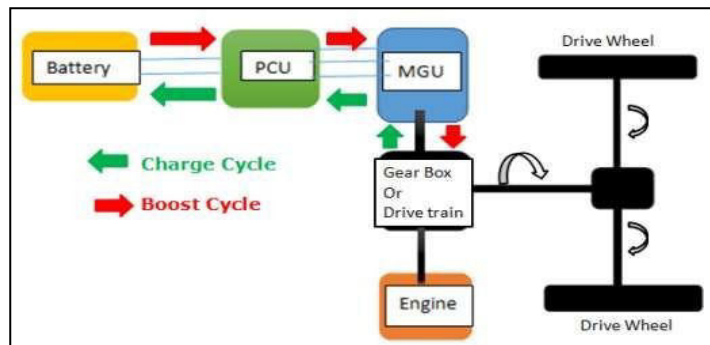 Drive Wheel
Battery
PCU
MGU
Charge Cycle
Boost Cycle
Gear Box
Or
Drive train
Engine
Drive Wheel